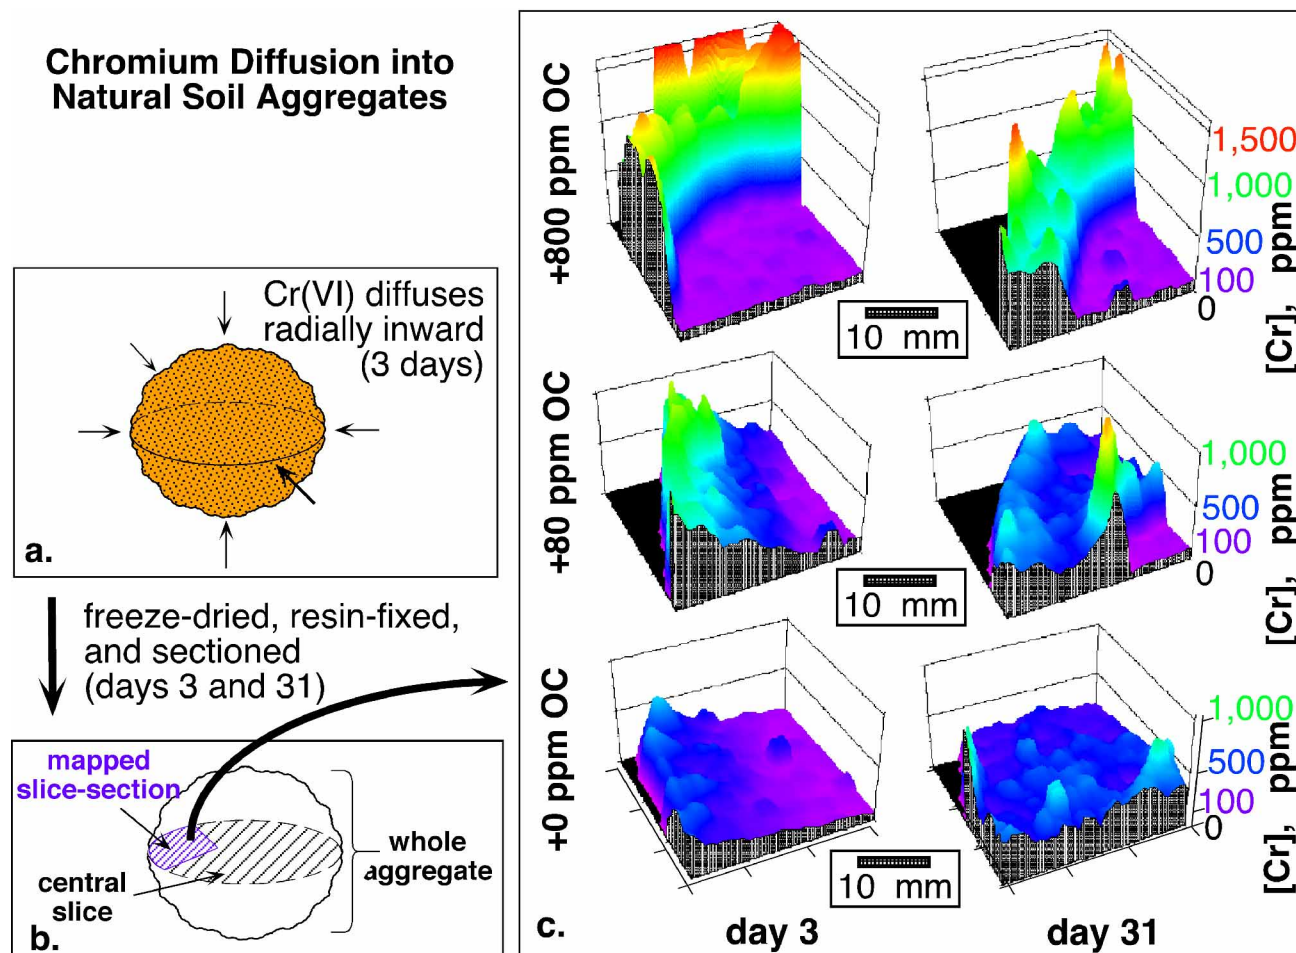 Chromium Diffusion into
Natural Soil Aggregates
Cr(VI) diffuses
radially inward
(3 days)
a.
freeze-dried, resin-fixed,
and sectioned
(days 3 and 31)
mapped
slice-section
central
slice
whole
aggregate
b.
+800 ppm OC
10 mm
1,500
1,000
500
100
0
[Cr], ppm
+80 ppm OC
10 mm
1,000
500
100
0
[Cr], ppm
+0 ppm OC
10 mm
1,000
500
100
0
[Cr], ppm
c.
day 3
day 31